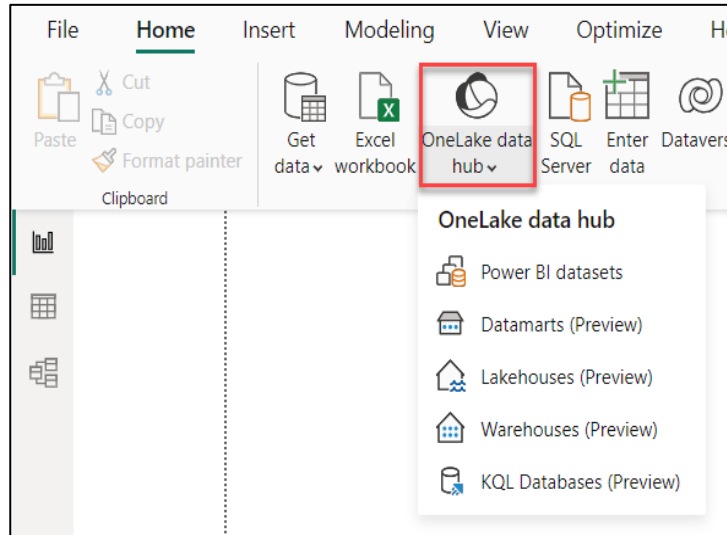 File Home Insert Modeling View Optimize
Cut
Copy
Format painter
Paste
Clipboard
Get data
Excel workbook
OneLake data hub
SQL Server
Enter data
OneLake data hub
Power BI datasets
Datamarts (Preview)
Lakehouses (Preview)
Warehouses (Preview)
KQL Databases (Preview)